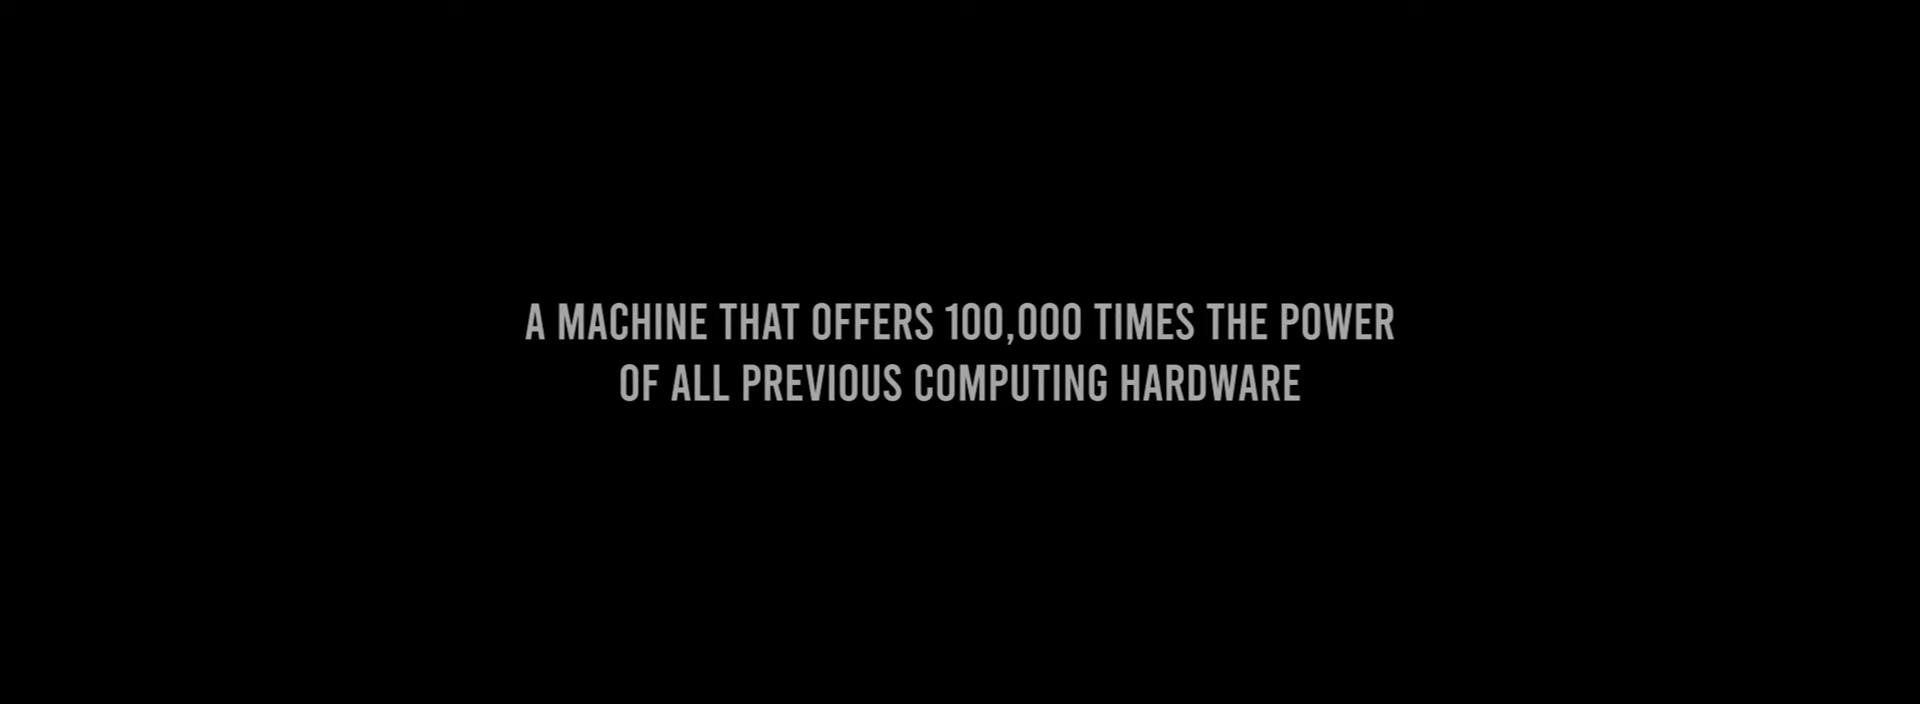 A MACHINE THAT OFFERS 100,000 TIMES THE POWER
OF ALL PREVIOUS COMPUTING HARDWARE